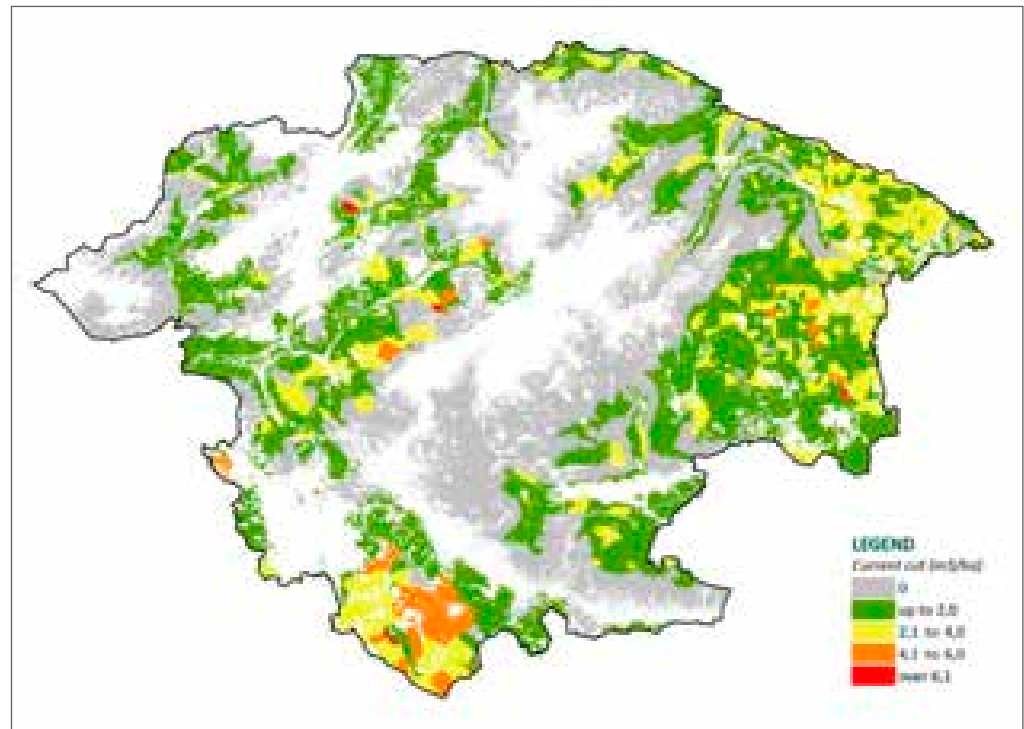 LEGEND
Current cut (m3/ha)
0
up to 2,0
2,1 to 4,0
4,1 to 6,0
over 6,1